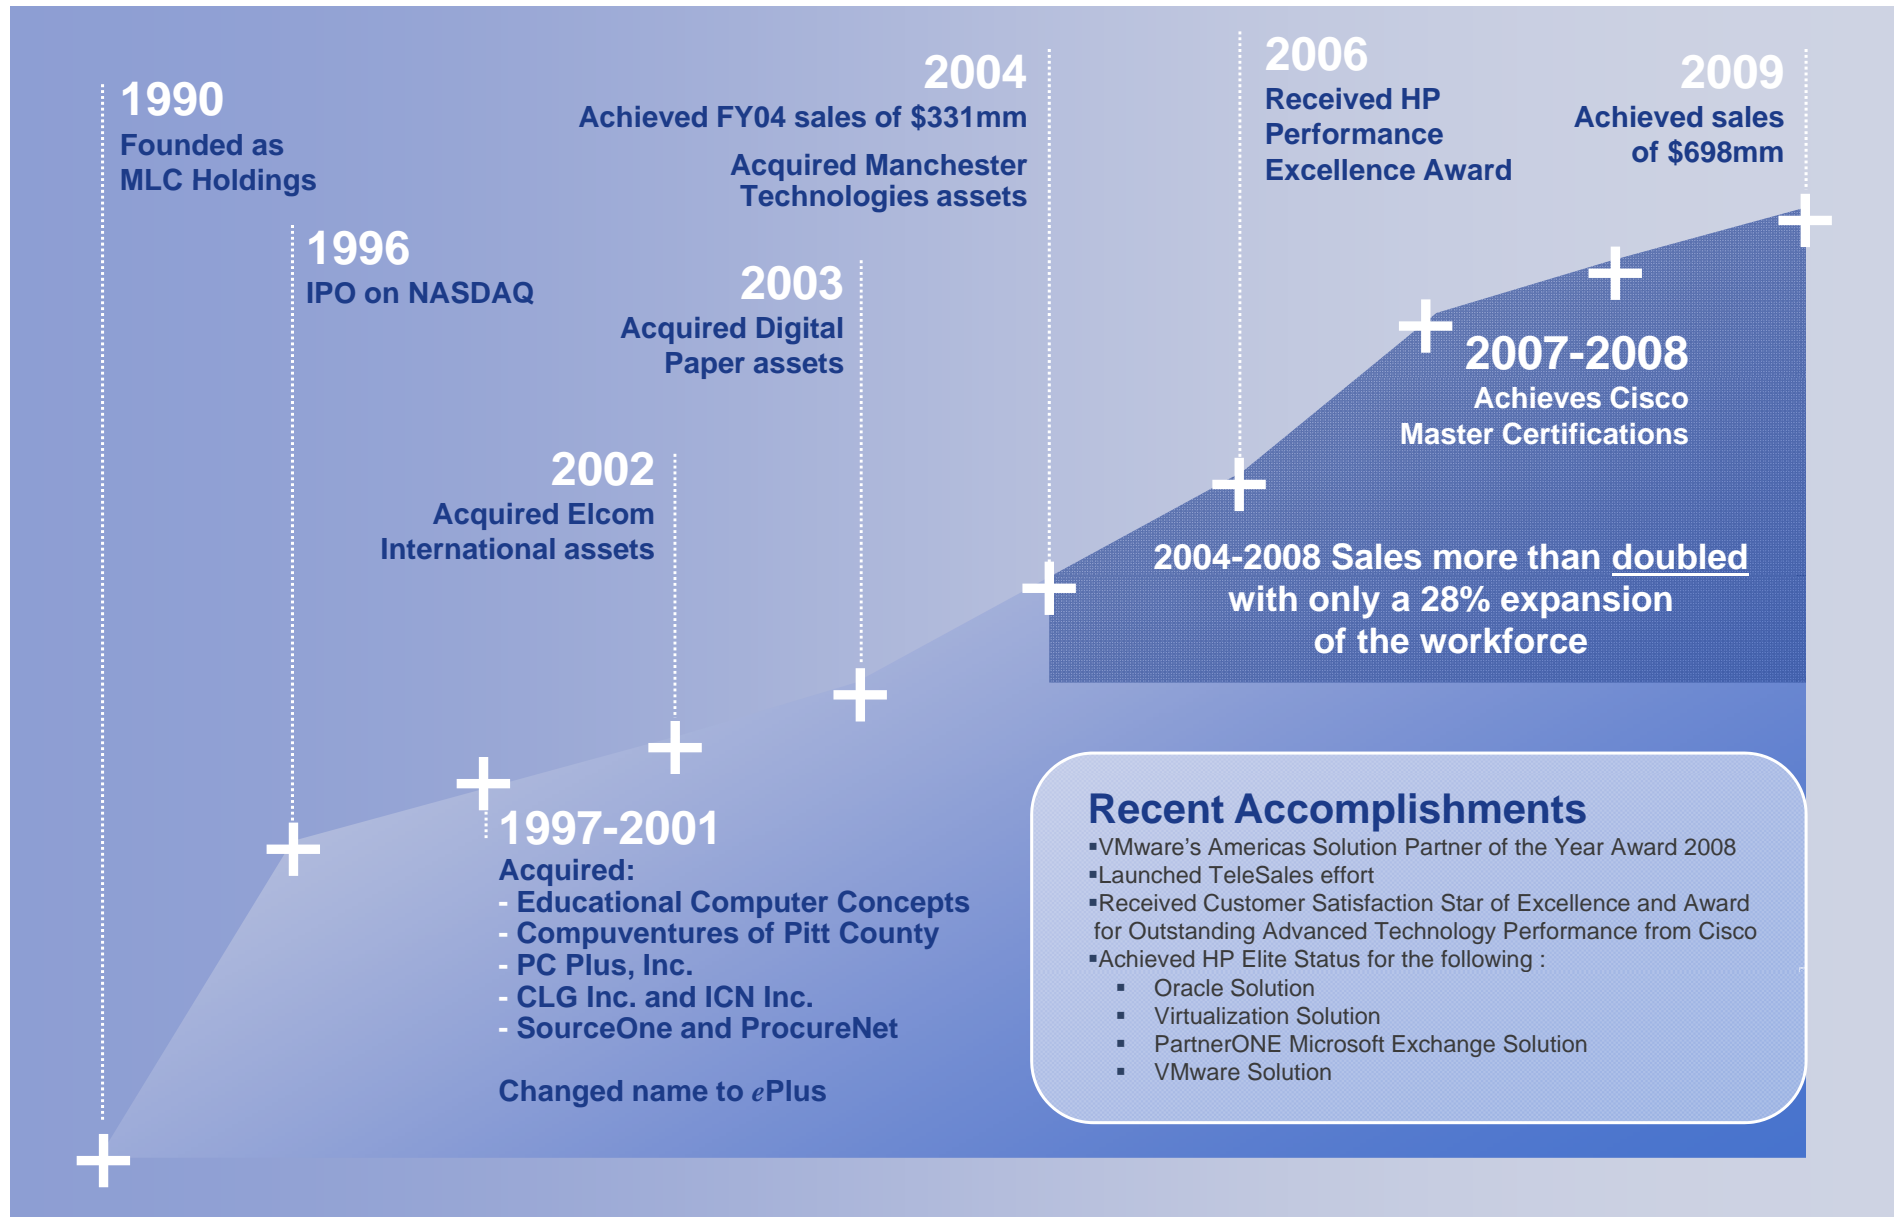 1990
Founded as
MLC Holdings
1996
IPO on NASDAQ
1997-2001
Acquired:
- Educational Computer Concepts
- Compuventures of Pitt County
- PC Plus, Inc.
- CLG Inc. and ICN Inc.
- SourceOne and ProcureNet
Changed name to ePlus
2002
Acquired Elcom
International assets
2003
Acquired Digital
Paper assets
2004
Achieved FY04 sales of $331mm
Acquired Manchester
Technologies assets
2006
Received HP
Performance
Excellence Award
2007-2008
Achieves Cisco
Master Certifications
2009
Achieved sales
of $698mm
2004-2008 Sales more than doubled
with only a 28% expansion
of the workforce
Recent Accomplishments
▪VMware's Americas Solution Partner of the Year Award 2008
▪Launched TeleSales effort
▪Received Customer Satisfaction Star of Excellence and Award
for Outstanding Advanced Technology Performance from Cisco
▪Achieved HP Elite Status for the following :
▪ Oracle Solution
▪ Virtualization Solution
▪ PartnerONE Microsoft Exchange Solution
▪ VMware Solution